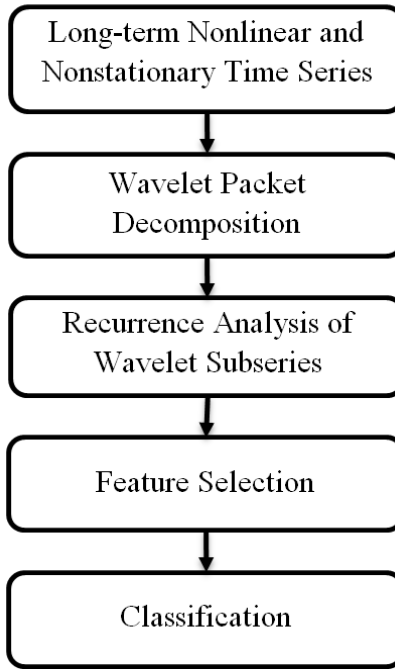 Long-term Nonlinear and
Nonstationary Time Series
Wavelet Packet
Decomposition
Recurrence Analysis of
Wavelet Subseries
Feature Selection
Classification